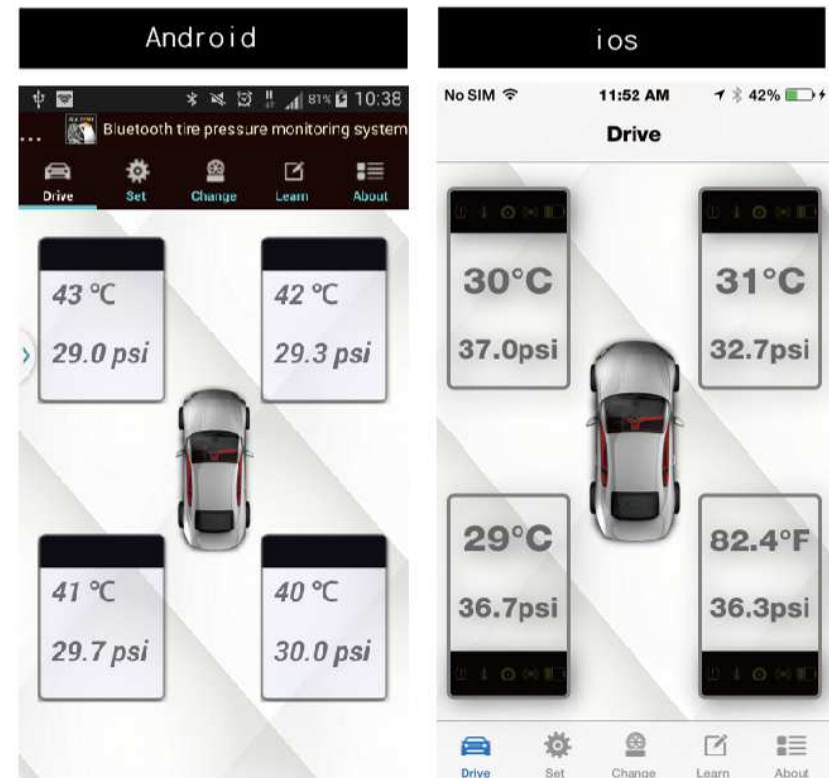 Android
81% 10:38
... Bluetooth tire pressure monitoring system
Drive Set Change Learn About
43 °C
29.0 psi
42 °C
29.3 psi
41 °C
29.7 psi
40 °C
30.0 psi
ios
No SIM 11:52 AM 42%
Drive
30°C
37.0psi
31°C
32.7psi
29°C
36.7psi
82.4°F
36.3psi
Drive Set Change Learn About